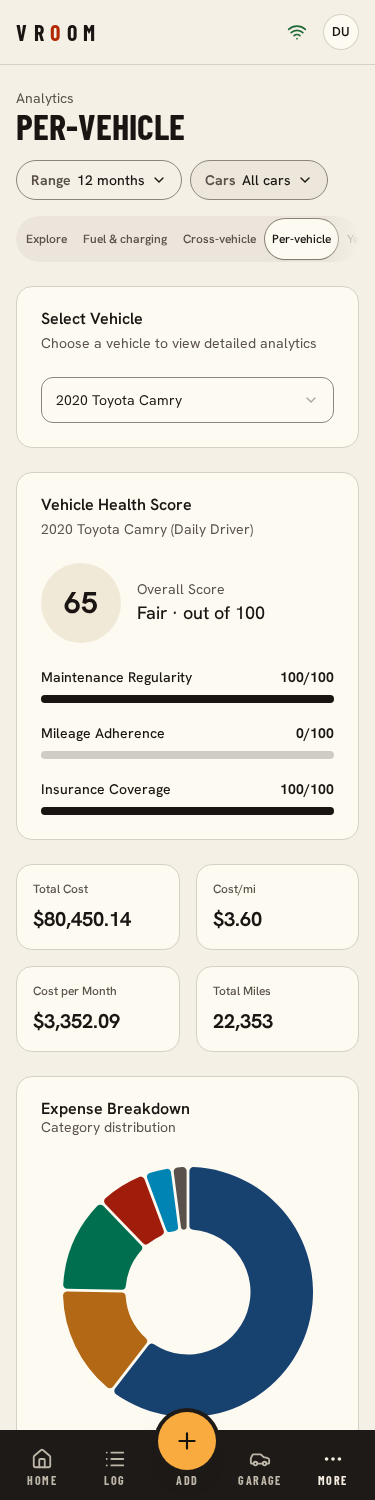 VROOM
DU
Analytics
PER-VEHICLE
Range 12 months
Cars All cars
Explore Fuel & charging Cross-vehicle Per-vehicle
Select Vehicle
Choose a vehicle to view detailed analytics
2020 Toyota Camry
Vehicle Health Score
2020 Toyota Camry (Daily Driver)
65
Overall Score
Fair · out of 100
Maintenance Regularity 100/100
Mileage Adherence 0/100
Insurance Coverage 100/100
Total Cost
$80,450.14
Cost/mi
$3.60
Cost per Month
$3,352.09
Total Miles
22,353
Expense Breakdown
Category distribution
HOME LOG ADD GARAGE MORE